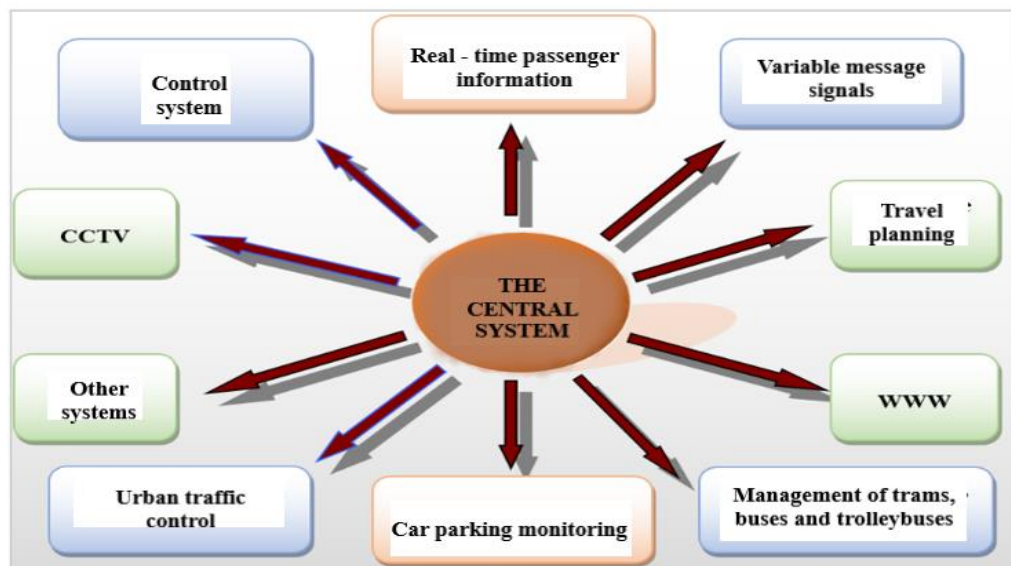 Control
system
Real - time passenger
information
Variable message
signals
CCTV
Travel
planning
THE
CENTRAL
SYSTEM
Other
systems
WWW
Urban traffic
control
Car parking monitoring
Management of trams,
buses and trolleybuses